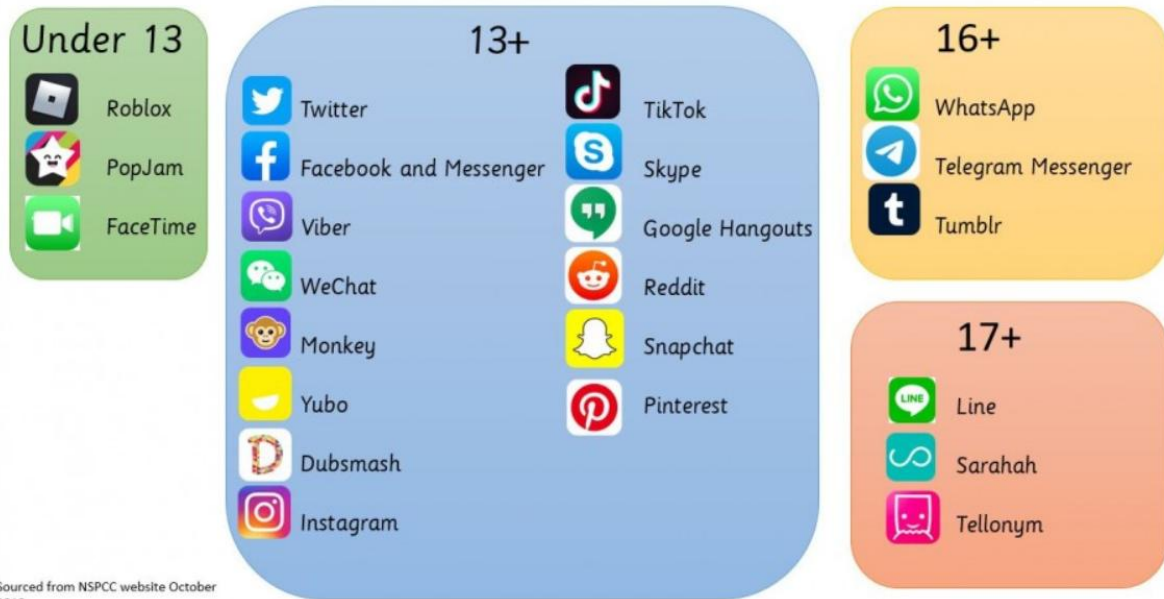 Under 13
Roblox
PopJam
FaceTime
13+
Twitter
Facebook and Messenger
Viber
WeChat
Monkey
Yubo
Dubsmash
Instagram
TikTok
Skype
Google Hangouts
Reddit
Snapchat
Pinterest
16+
WhatsApp
Telegram Messenger
t
Tumblr
17+
LINE
Line
Sarahah
Tellonym
Sourced from NSPCC website October